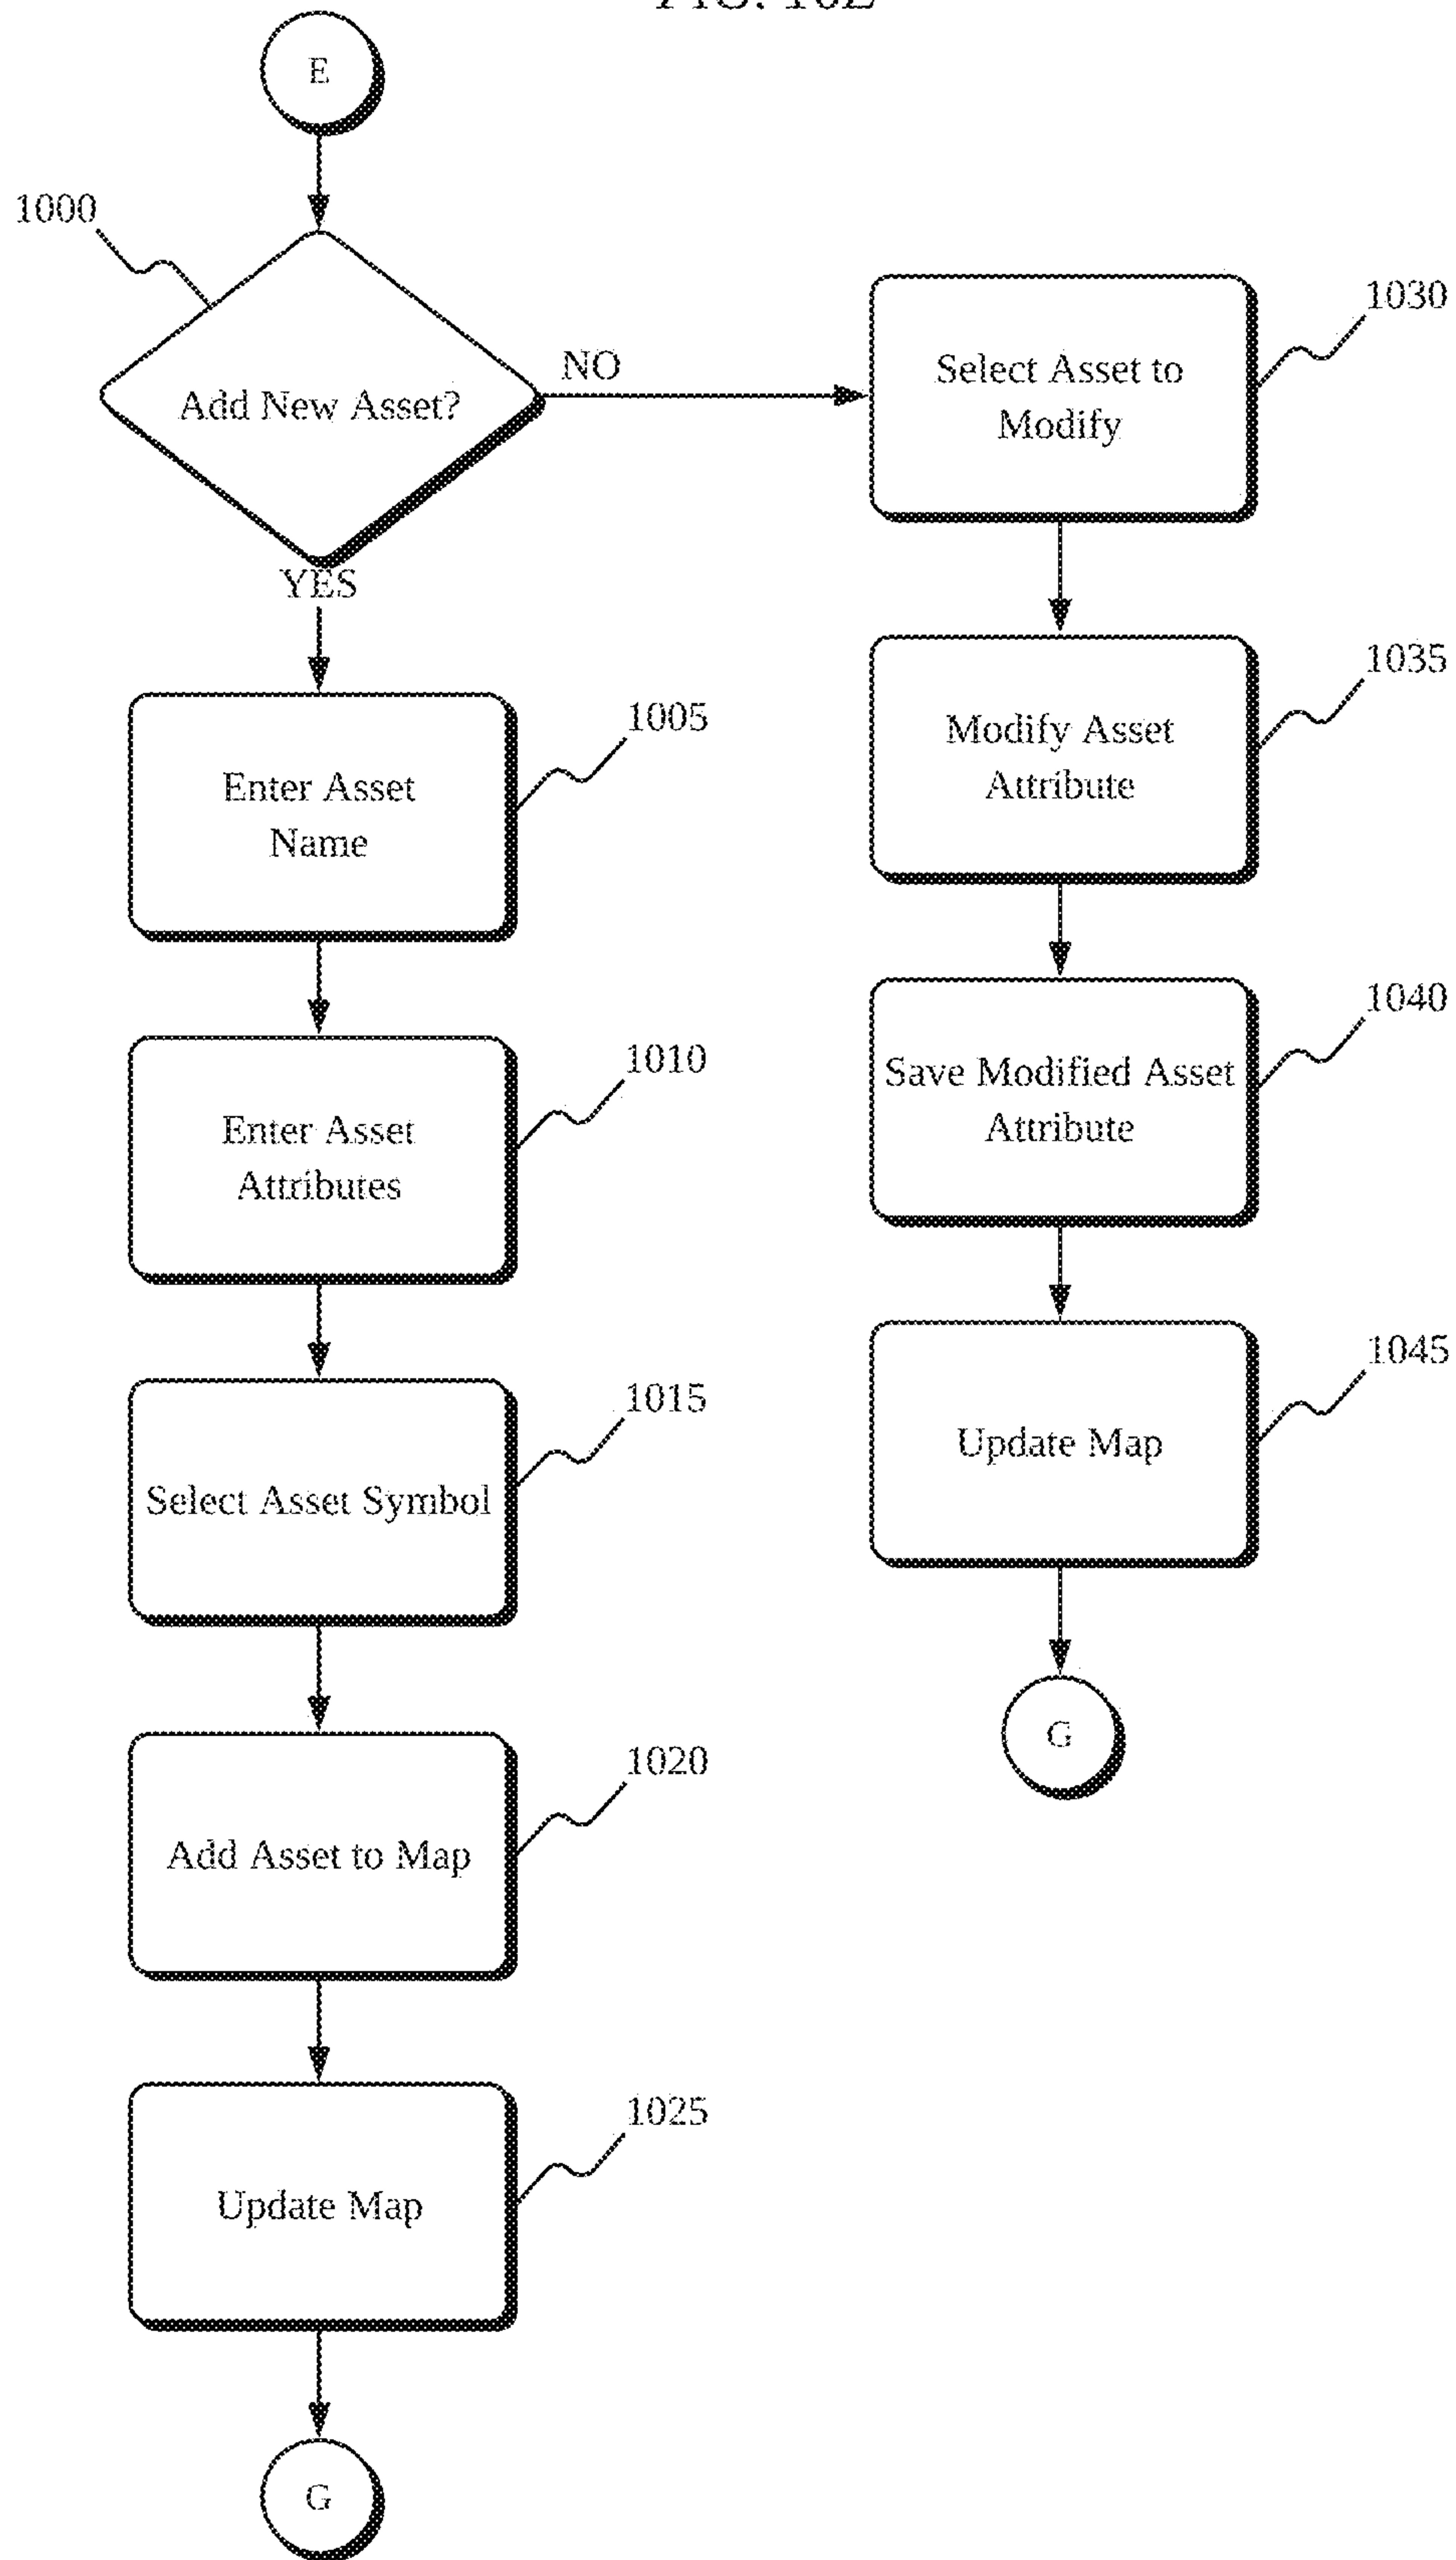 E
1000
Add New Asset?
NO
YES
Select Asset to
Modify
1030
Modify Asset
Attribute
1035
Save Modified Asset
Attribute
1040
Update Map
1045
G
Enter Asset
Name
1005
Enter Asset
Attributes
1010
Select Asset Symbol
1015
Add Asset to Map
1020
Update Map
1025
G